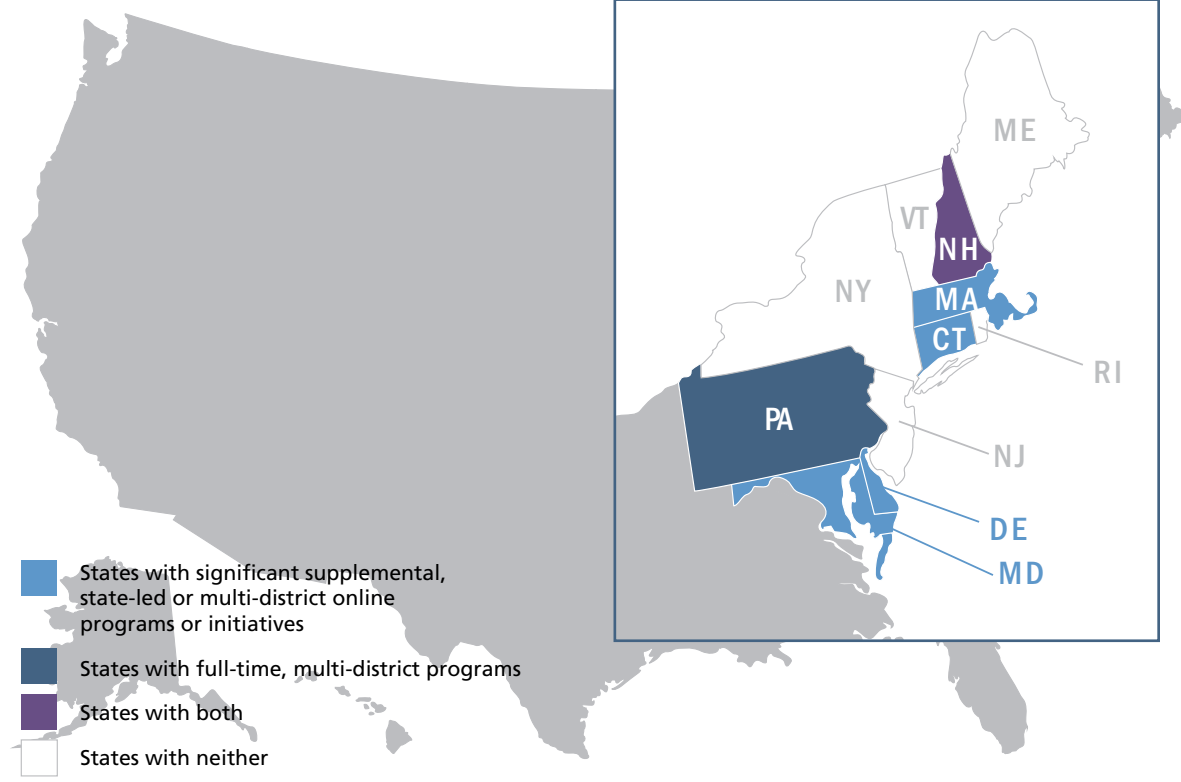 ME
VT
NH
NY
MA
CT
RI
PA
NJ
DE
MD
States with significant supplemental,
state-led or multi-district online
programs or initiatives
States with full-time, multi-district programs
States with both
States with neither